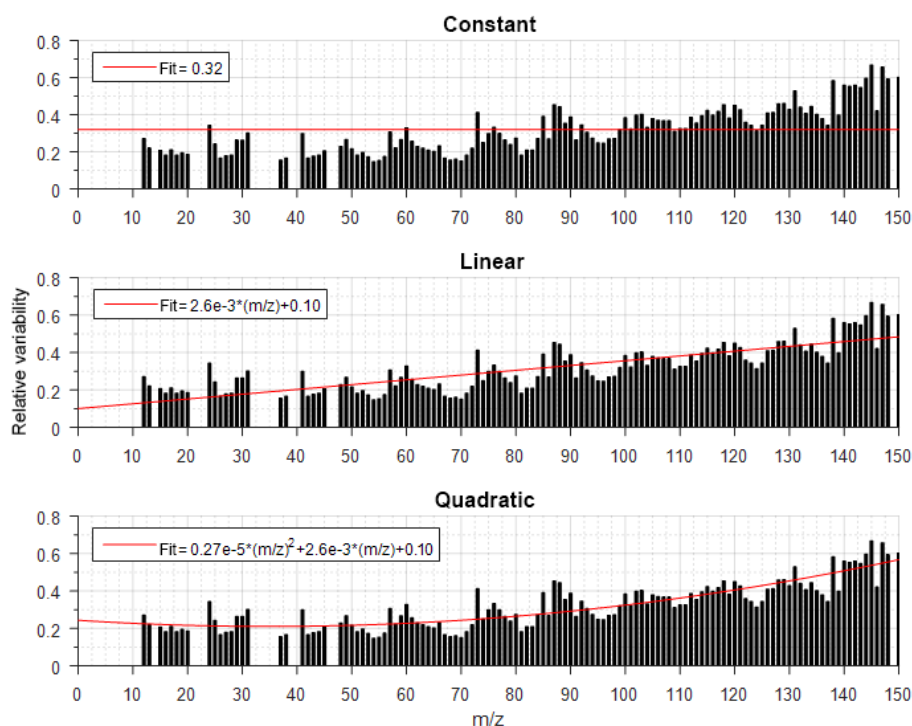 Constant
0.8
0.6
0.4
0.2
0
Fit= 0.32
0 10 20 30 40 50 60 70 80 90 100 110 120 130 140 150
Linear
0.8
0.6
0.4
0.2
0
Fit= 2.6e-3*(m/z)+0.10
0 10 20 30 40 50 60 70 80 90 100 110 120 130 140 150
Relative variability
Quadratic
0.8
0.6
0.4
0.2
0
Fit= 0.27e-5*(m/z)²+2.6e-3*(m/z)+0.10
0 10 20 30 40 50 60 70 80 90 100 110 120 130 140 150
m/z